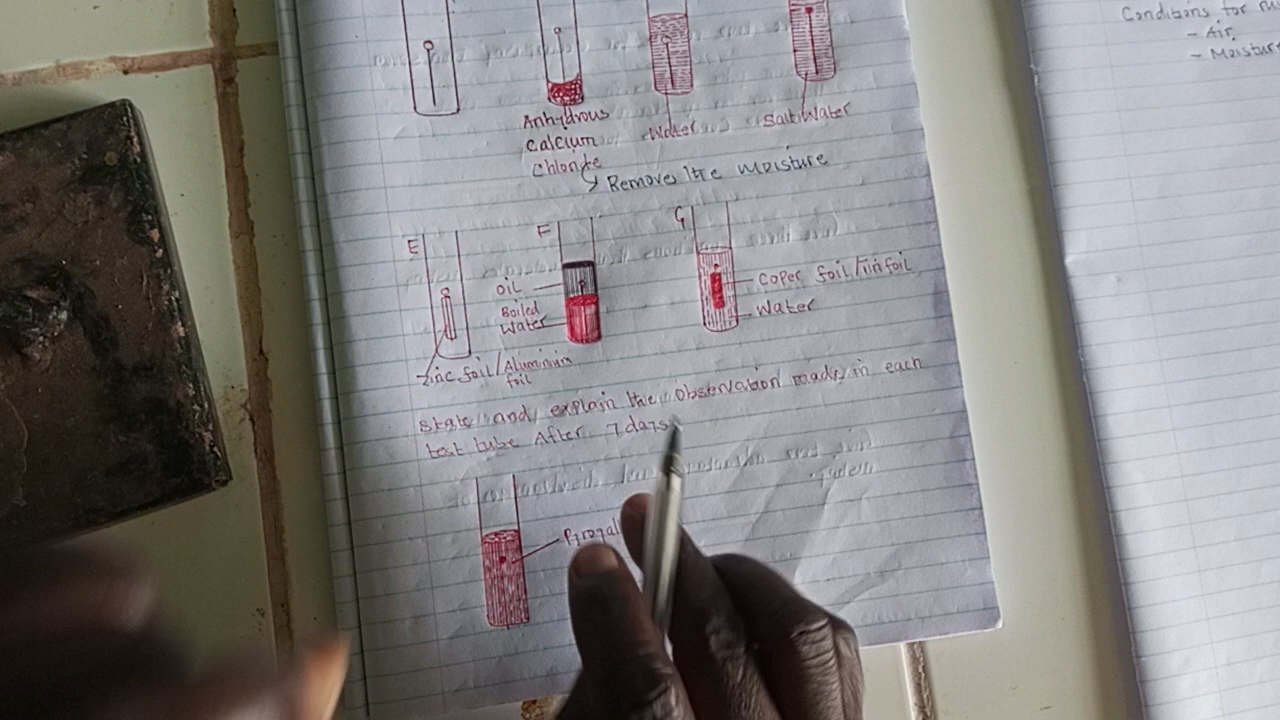 Conditions for
- Air
- Moisture
Anhydrous
Calcium
Chloride
Water
Salt Water
Removes the moisture
E
F
G
Oil
Boiled
Water
Coper foil/tin foil
Water
Zinc foil/Aluminium
foil
State and explain the observation made in each
test tube After 7 days
Pyrogal